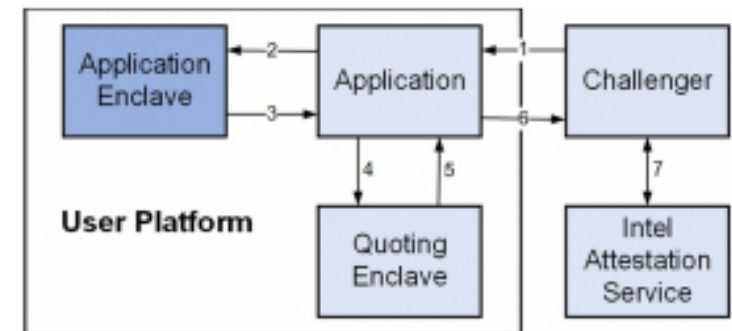 Application
Enclave
2
3
Application
1
6
Challenger
4
5
7
User Platform
Quoting
Enclave
Intel
Attestation
Service